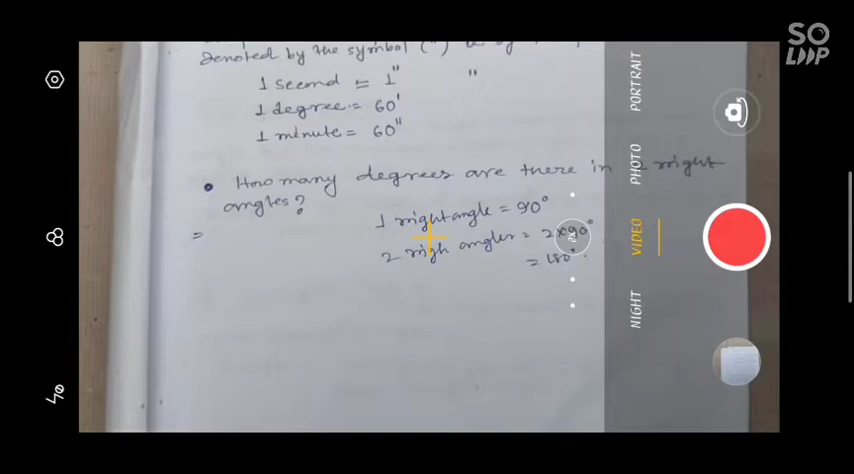 SO
LOOP
denoted by the symbol (")
1 second = 1" "
1 degree = 60'
1 minute = 60"
• How many degrees are there in right
angles?
=
1 right angle = 90°
2 righ angles = 2×90°
= 180°.
PORTRAIT
PHOTO
VIDEO
NIGHT